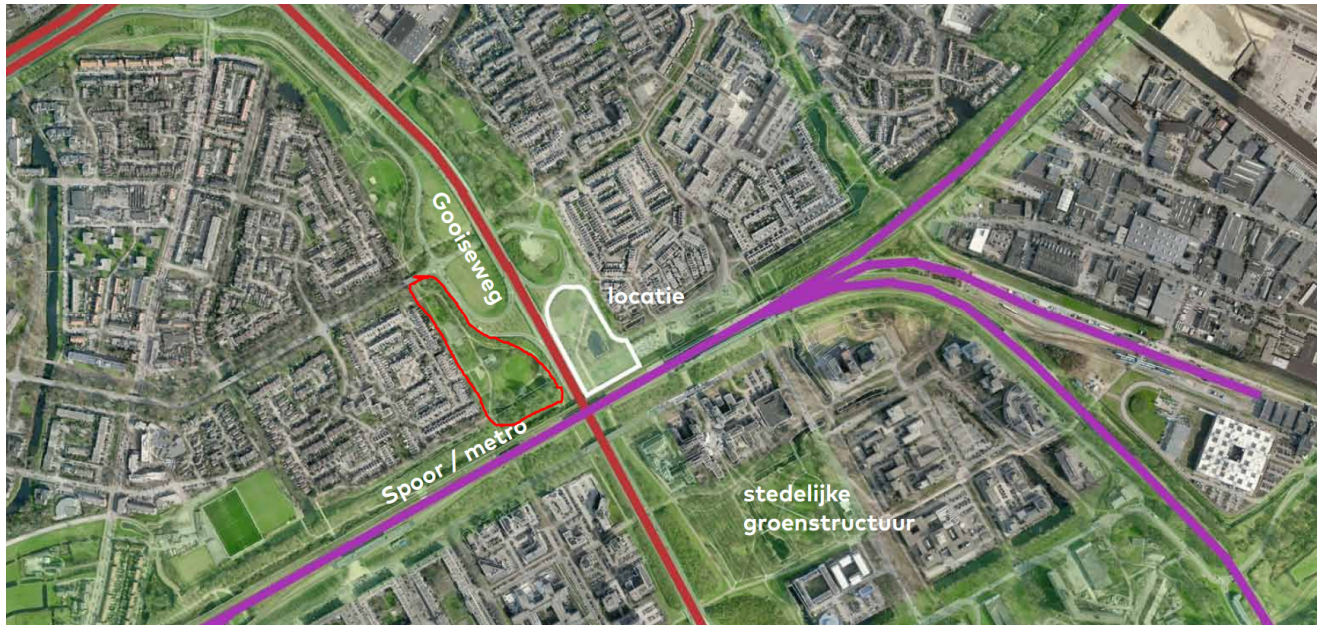 Gooiseweg
locatie
Spoor / metro
stedelijke
groenstructuur